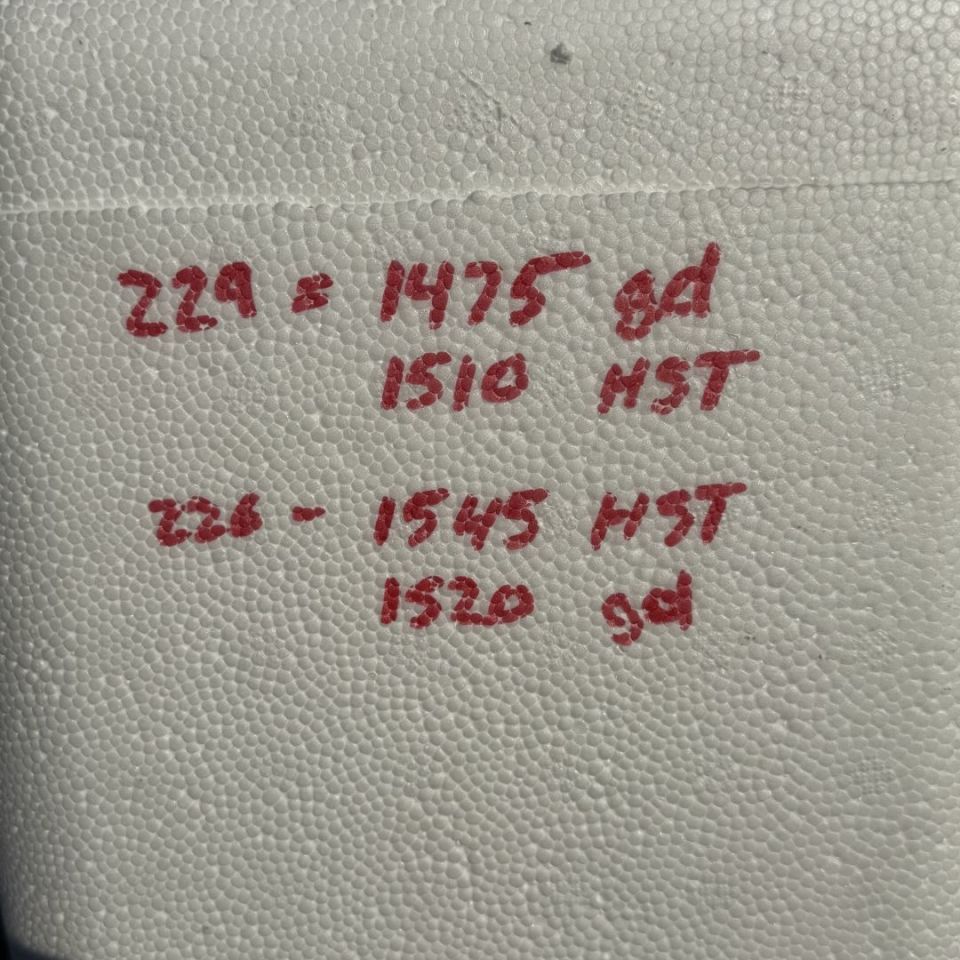 229 = 1475 gd
1510 HST
226 - 1545 HST
1520 gd